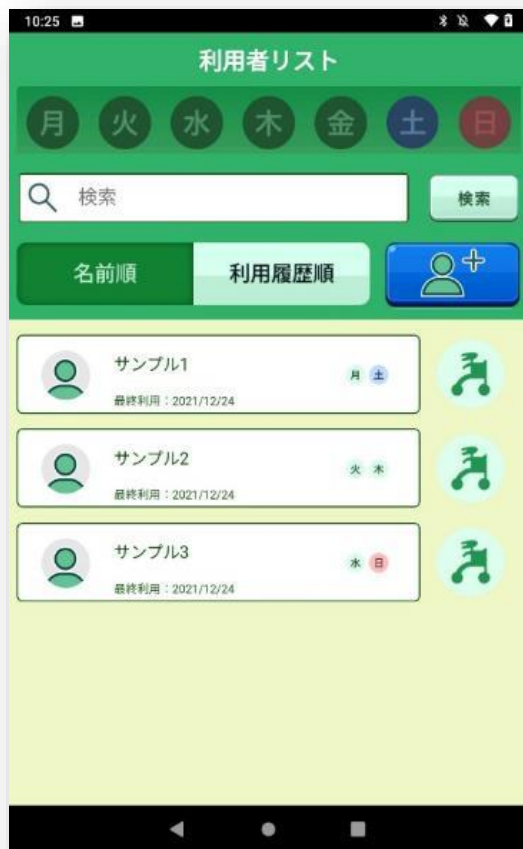 10:25
利用者リスト
月 火 水 木 金 土 日
検索 検索
名前順 利用履歴順
サンプル1 月 土
最終利用：2021/12/24
サンプル2 火 木
最終利用：2021/12/24
サンプル3 水 日
最終利用：2021/12/24